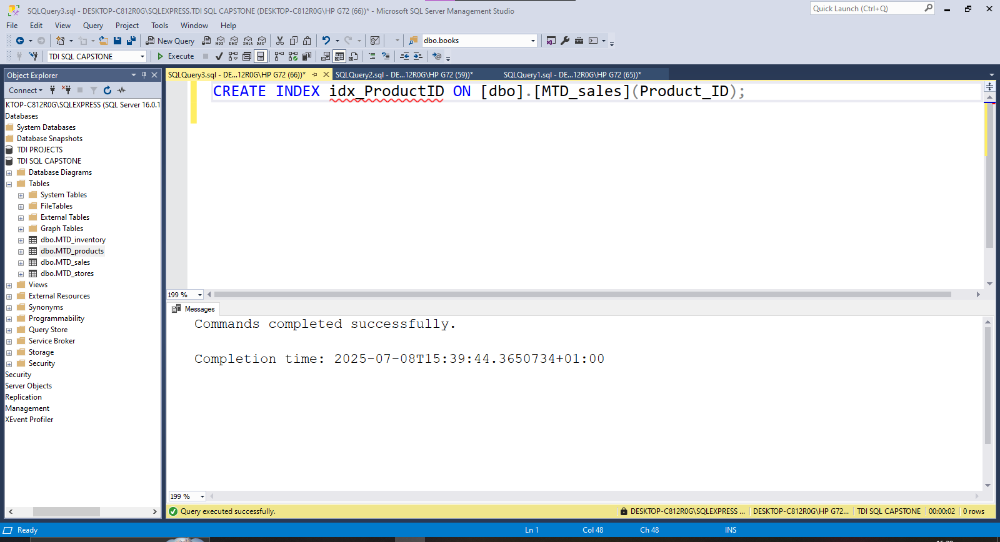 SQLQuery3.sql - DESKTOP-C812R0G\SQLEXPRESS.TDI SQL CAPSTONE (DESKTOP-C812R0G\HP G72 (66))* - Microsoft SQL Server Management Studio
Quick Launch (Ctrl+Q)
File Edit View Query Project Tools Window Help
New Query MDX DMX XMLA DAX dbo.books
TDI SQL CAPSTONE Execute
Object Explorer
Connect
KTOP-C812R0G\SQLEXPRESS (SQL Server 16.0.1
Databases
System Databases
Database Snapshots
TDI PROJECTS
TDI SQL CAPSTONE
Database Diagrams
Tables
System Tables
FileTables
External Tables
Graph Tables
dbo.MTD_inventory
dbo.MTD_products
dbo.MTD_sales
dbo.MTD_stores
Views
External Resources
Synonyms
Programmability
Query Store
Service Broker
Storage
Security
Security
Server Objects
Replication
Management
XEvent Profiler
SQLQuery3.sql - DE...12R0G\HP G72 (66))* SQLQuery2.sql - DE...12R0G\HP G72 (59))* SQLQuery1.sql - DE...12R0G\HP G72 (65))*
CREATE INDEX idx_ProductID ON [dbo].[MTD_sales](Product_ID);
199 %
Messages
Commands completed successfully.
Completion time: 2025-07-08T15:39:44.3650734+01:00
199 %
Query executed successfully. DESKTOP-C812R0G\SQLEXPRESS ... DESKTOP-C812R0G\HP G72... TDI SQL CAPSTONE 00:00:02 0 rows
Ready Ln 1 Col 48 Ch 48 INS